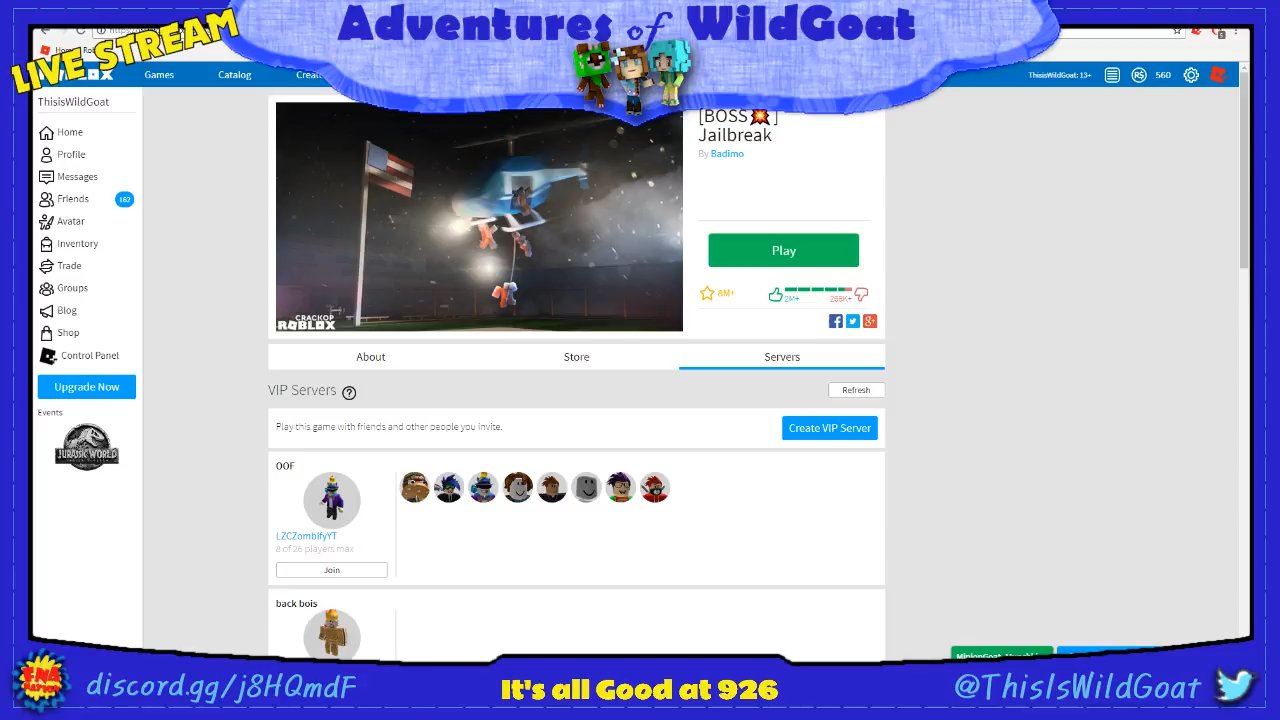 Adventures of WildGoat
LIVE STREAM
Games
Catalog
ThisisWildGoat: 13+
560
ThisisWildGoat
Home
Profile
Messages
Friends
162
Avatar
Inventory
Trade
Groups
Blog
Shop
Control Panel
Upgrade Now
Events
JURASSIC WORLD
CRACKOP
ROBLOX
[BOSS💥]
Jailbreak
By Badimo
Play
8M+
2M+
268K+
About
Store
Servers
VIP Servers
Refresh
Play this game with friends and other people you invite.
Create VIP Server
OOF
LZCZombifyYT
8 of 26 players max
Join
back bois
FNA
NATION
discord.gg/j8HQmdF
It's all Good at 926
@ThisIsWildGoat